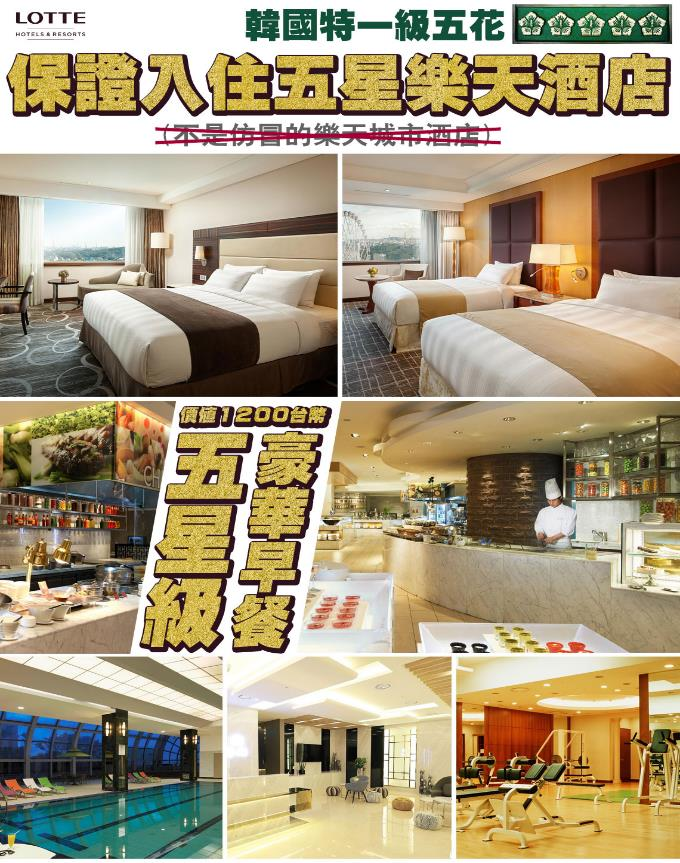 LOTTE
HOTELS & RESORTS
韓國特一級五花
保證入住五星樂天酒店
(不是仿冒的樂天城市酒店)
價值1200台幣
五星級
豪華早餐